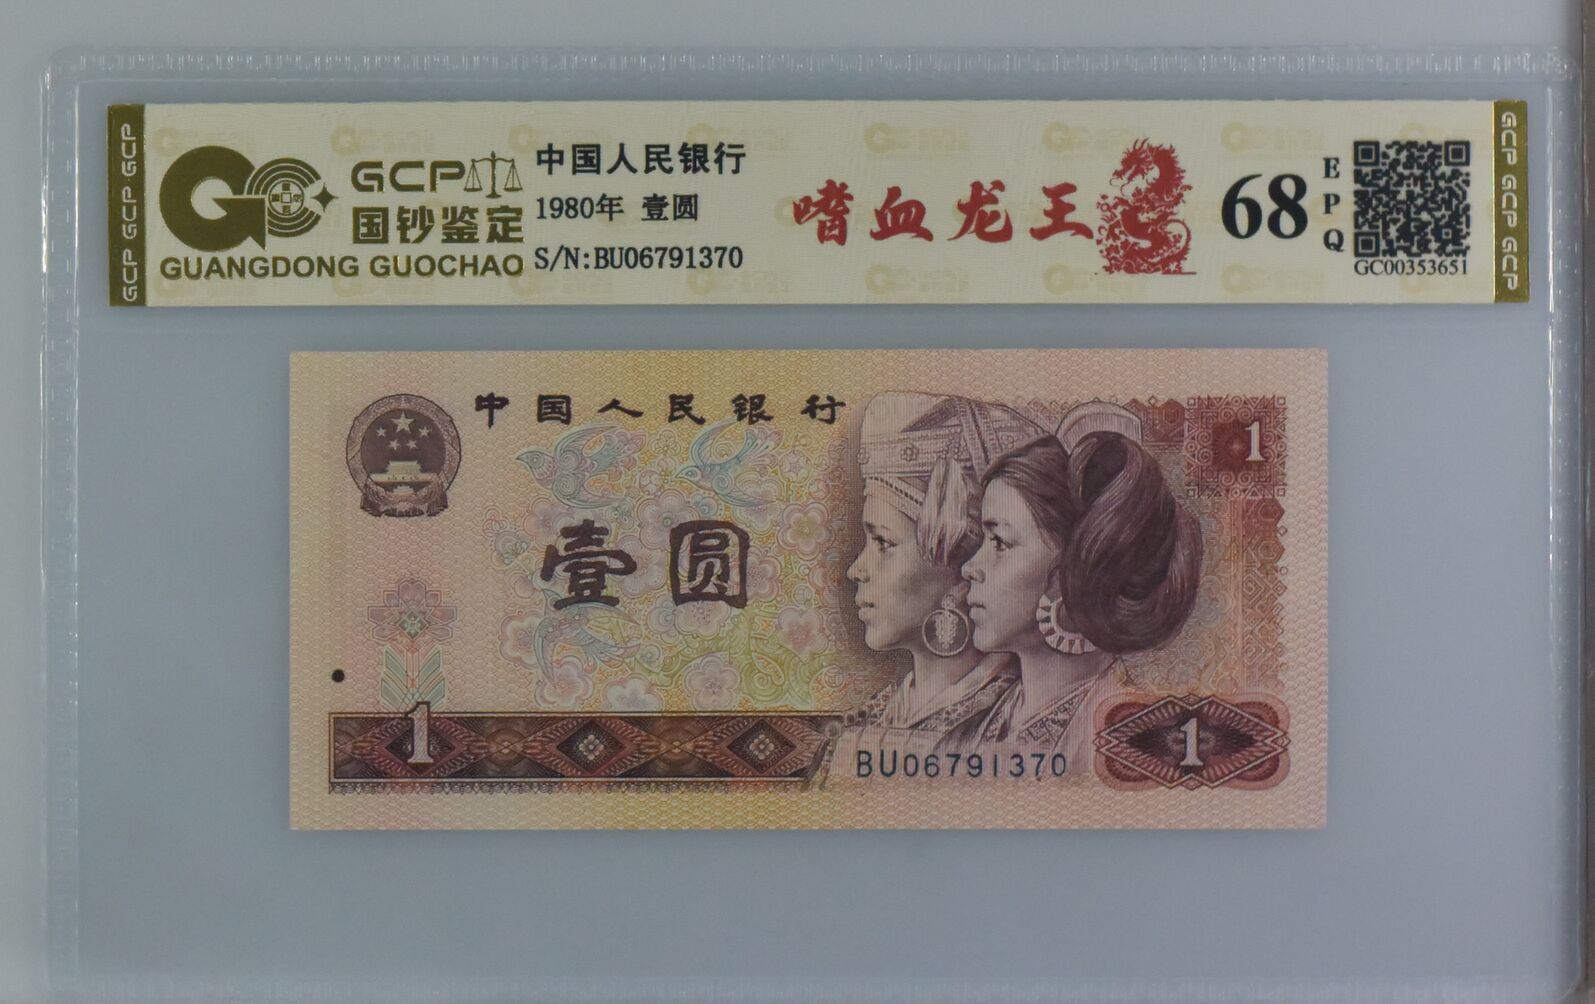 GCP GCP GCP
GCP
国钞鉴定
GUANGDONG GUOCHAO
中国人民银行
1980年 壹圆
S/N:BU06791370
嗜血龙王
68
EPQ
GC00353651
GCP GCP GCP
中国人民银行
1
壹圆
1
BU06791370
1